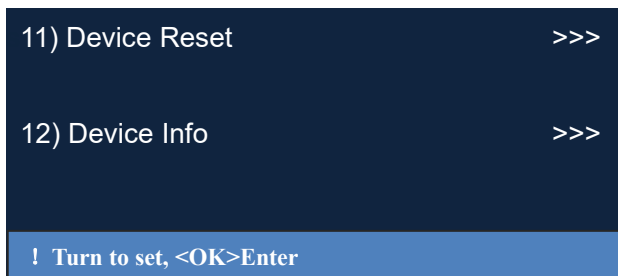 11) Device Reset >>>
12) Device Info >>>
! Turn to set, <OK>Enter